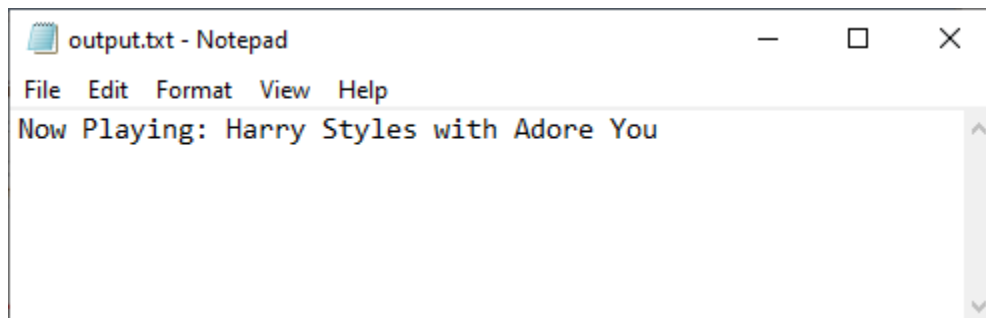 output.txt - Notepad
File Edit Format View Help
Now Playing: Harry Styles with Adore You